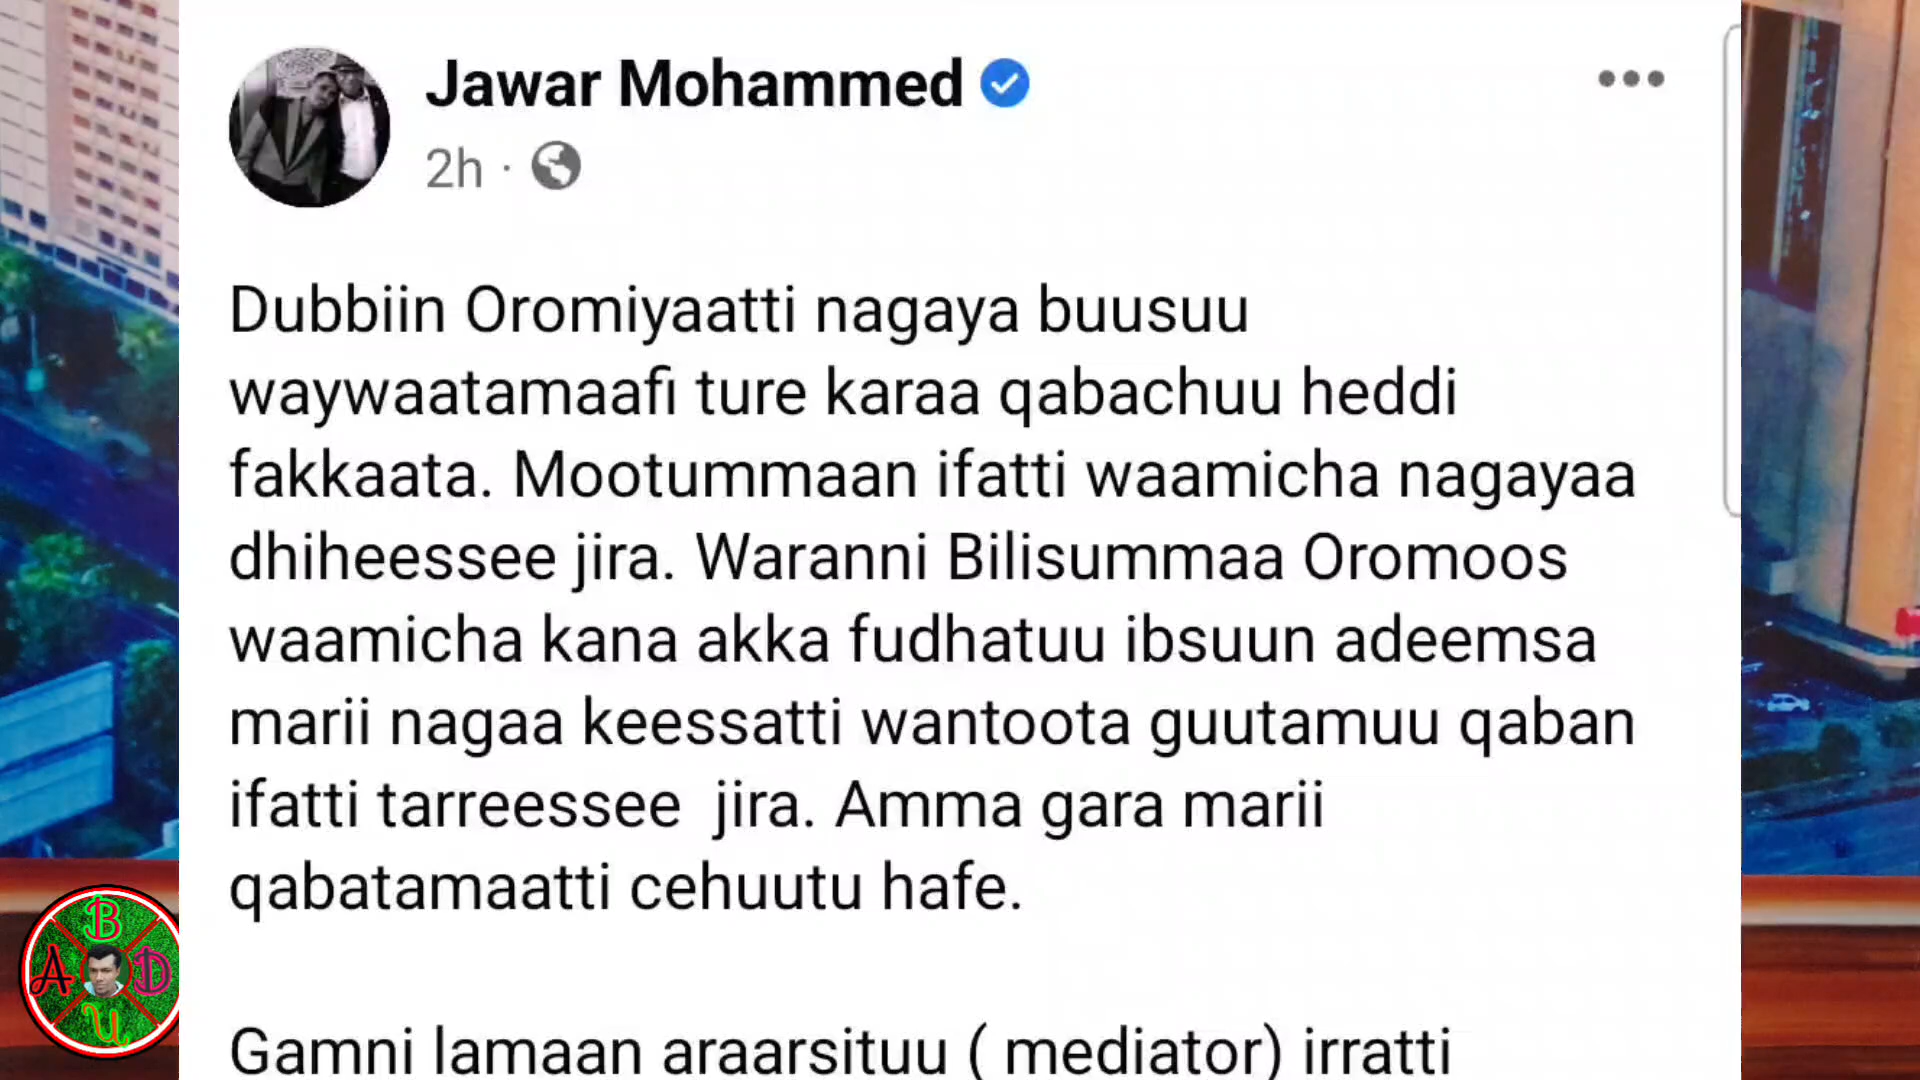 Jawar Mohammed
2h ·
Dubbiin Oromiyaatti nagaya buusuu
waywaatamaafi ture karaa qabachuu heddi
fakkaata. Mootummaan ifatti waamicha nagayaa
dhiheessee jira. Waranni Bilisummaa Oromoos
waamicha kana akka fudhatuu ibsuun adeemsa
marii nagaa keessatti wantoota guutamuu qaban
ifatti tarreessee jira. Amma gara marii
qabatamaatti cehuutu hafe.
Gamni lamaan araarsituu ( mediator) irratti
B
A D
U